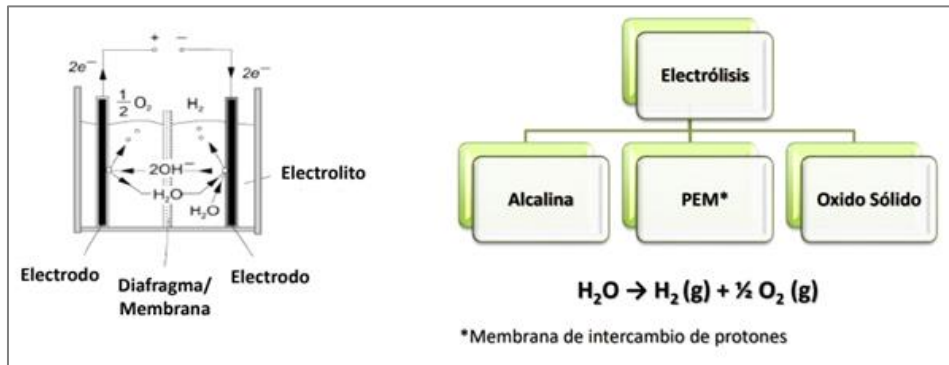 + −
2e⁻ 2e⁻
½ O₂ H₂
2OH⁻
H₂O
H₂O
Electrolito
Electrodo
Diafragma/
Membrana
Electrodo
Electrólisis
Alcalina
PEM*
Oxido Sólido
H₂O → H₂ (g) + ½ O₂ (g)
*Membrana de intercambio de protones